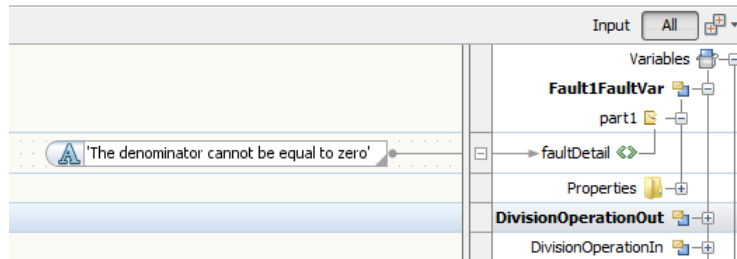 Input All
Variables
Fault1FaultVar
part1
A 'The denominator cannot be equal to zero' faultDetail
Properties
DivisionOperationOut
DivisionOperationIn